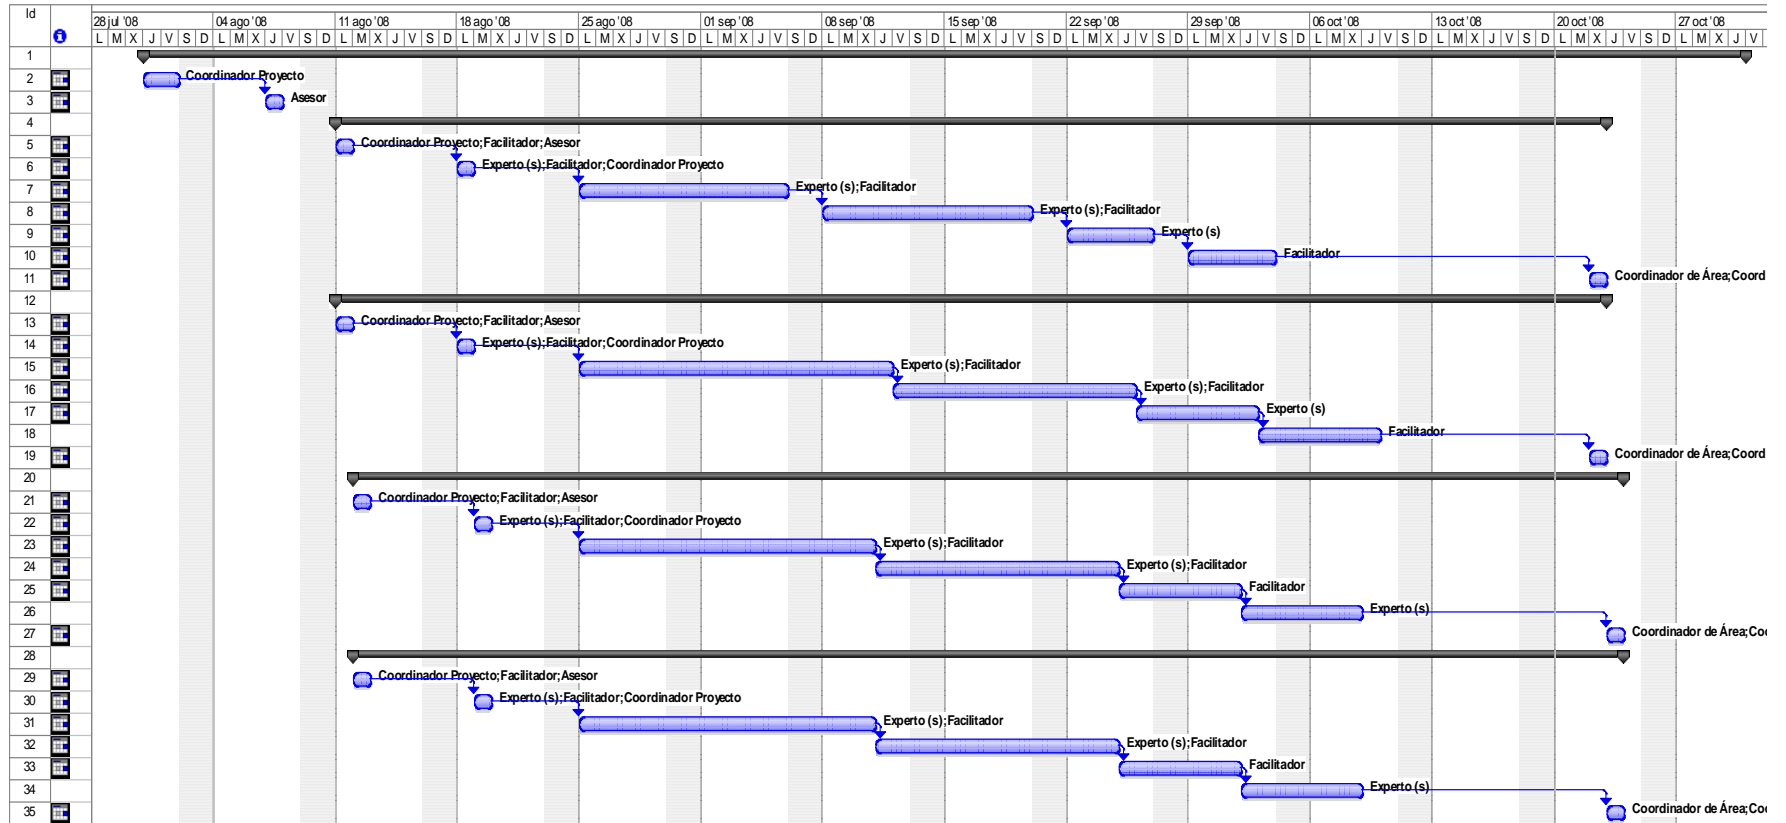 Id
28 jul '08 04 ago '08 11 ago '08 18 ago '08 25 ago '08 01 sep '08 08 sep '08 15 sep '08 22 sep '08 29 sep '08 06 oct '08 13 oct '08 20 oct '08 27 oct '08
L M X J V S D L M X J V S D L M X J V S D L M X J V S D L M X J V S D L M X J V S D L M X J V S D L M X J V S D L M X J V S D L M X J V S D L M X J V S D L M X J V S D L M X J V S D L M X J V
1
2 Coordinador Proyecto
3 Asesor
4
5 Coordinador Proyecto;Facilitador;Asesor
6 Experto (s);Facilitador;Coordinador Proyecto
7 Experto (s);Facilitador
8 Experto (s);Facilitador
9 Experto (s)
10 Facilitador
11 Coordinador de Área;Coord
12
13 Coordinador Proyecto;Facilitador;Asesor
14 Experto (s);Facilitador;Coordinador Proyecto
15 Experto (s);Facilitador
16 Experto (s);Facilitador
17 Experto (s)
18 Facilitador
19 Coordinador de Área;Coord
20
21 Coordinador Proyecto;Facilitador;Asesor
22 Experto (s);Facilitador;Coordinador Proyecto
23 Experto (s);Facilitador
24 Experto (s);Facilitador
25 Facilitador
26 Experto (s)
27 Coordinador de Área;Coo
28
29 Coordinador Proyecto;Facilitador;Asesor
30 Experto (s);Facilitador;Coordinador Proyecto
31 Experto (s);Facilitador
32 Experto (s);Facilitador
33 Facilitador
34 Experto (s)
35 Coordinador de Área;Coo